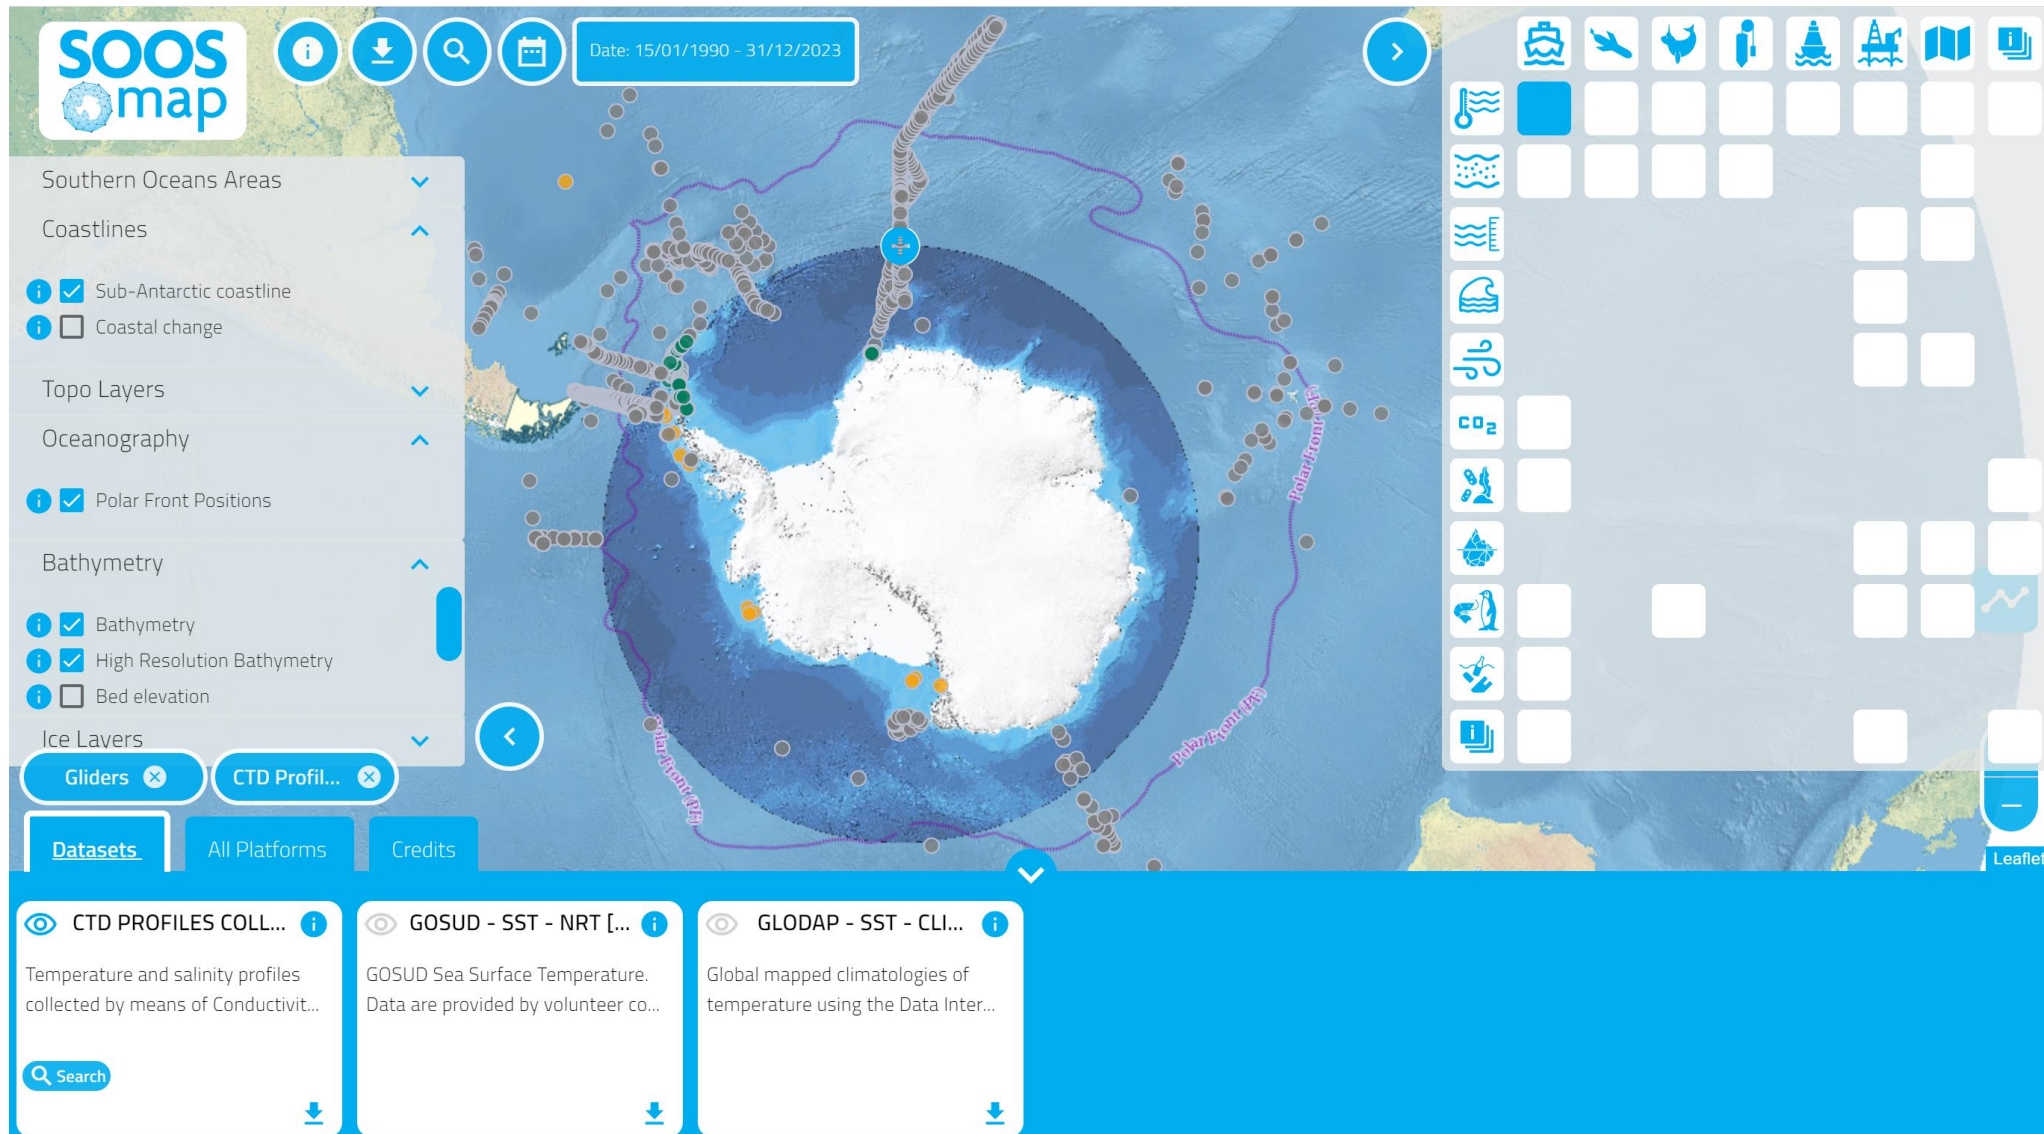 SOOS
map
Date: 15/01/1990 - 31/12/2023
Southern Oceans Areas
Coastlines
Sub-Antarctic coastline
Coastal change
Topo Layers
Oceanography
Polar Front Positions
Bathymetry
Bathymetry
High Resolution Bathymetry
Bed elevation
Ice Layers
Gliders
CTD Profil...
Polar Front (PF)
Polar Front (PF)
Polar Front (PF)
CO2
Leaflet
Datasets
All Platforms
Credits
CTD PROFILES COLL...
Temperature and salinity profiles
collected by means of Conductivit...
Search
GOSUD - SST - NRT [...
GOSUD Sea Surface Temperature.
Data are provided by volunteer co...
GLODAP - SST - CLI...
Global mapped climatologies of
temperature using the Data Inter...